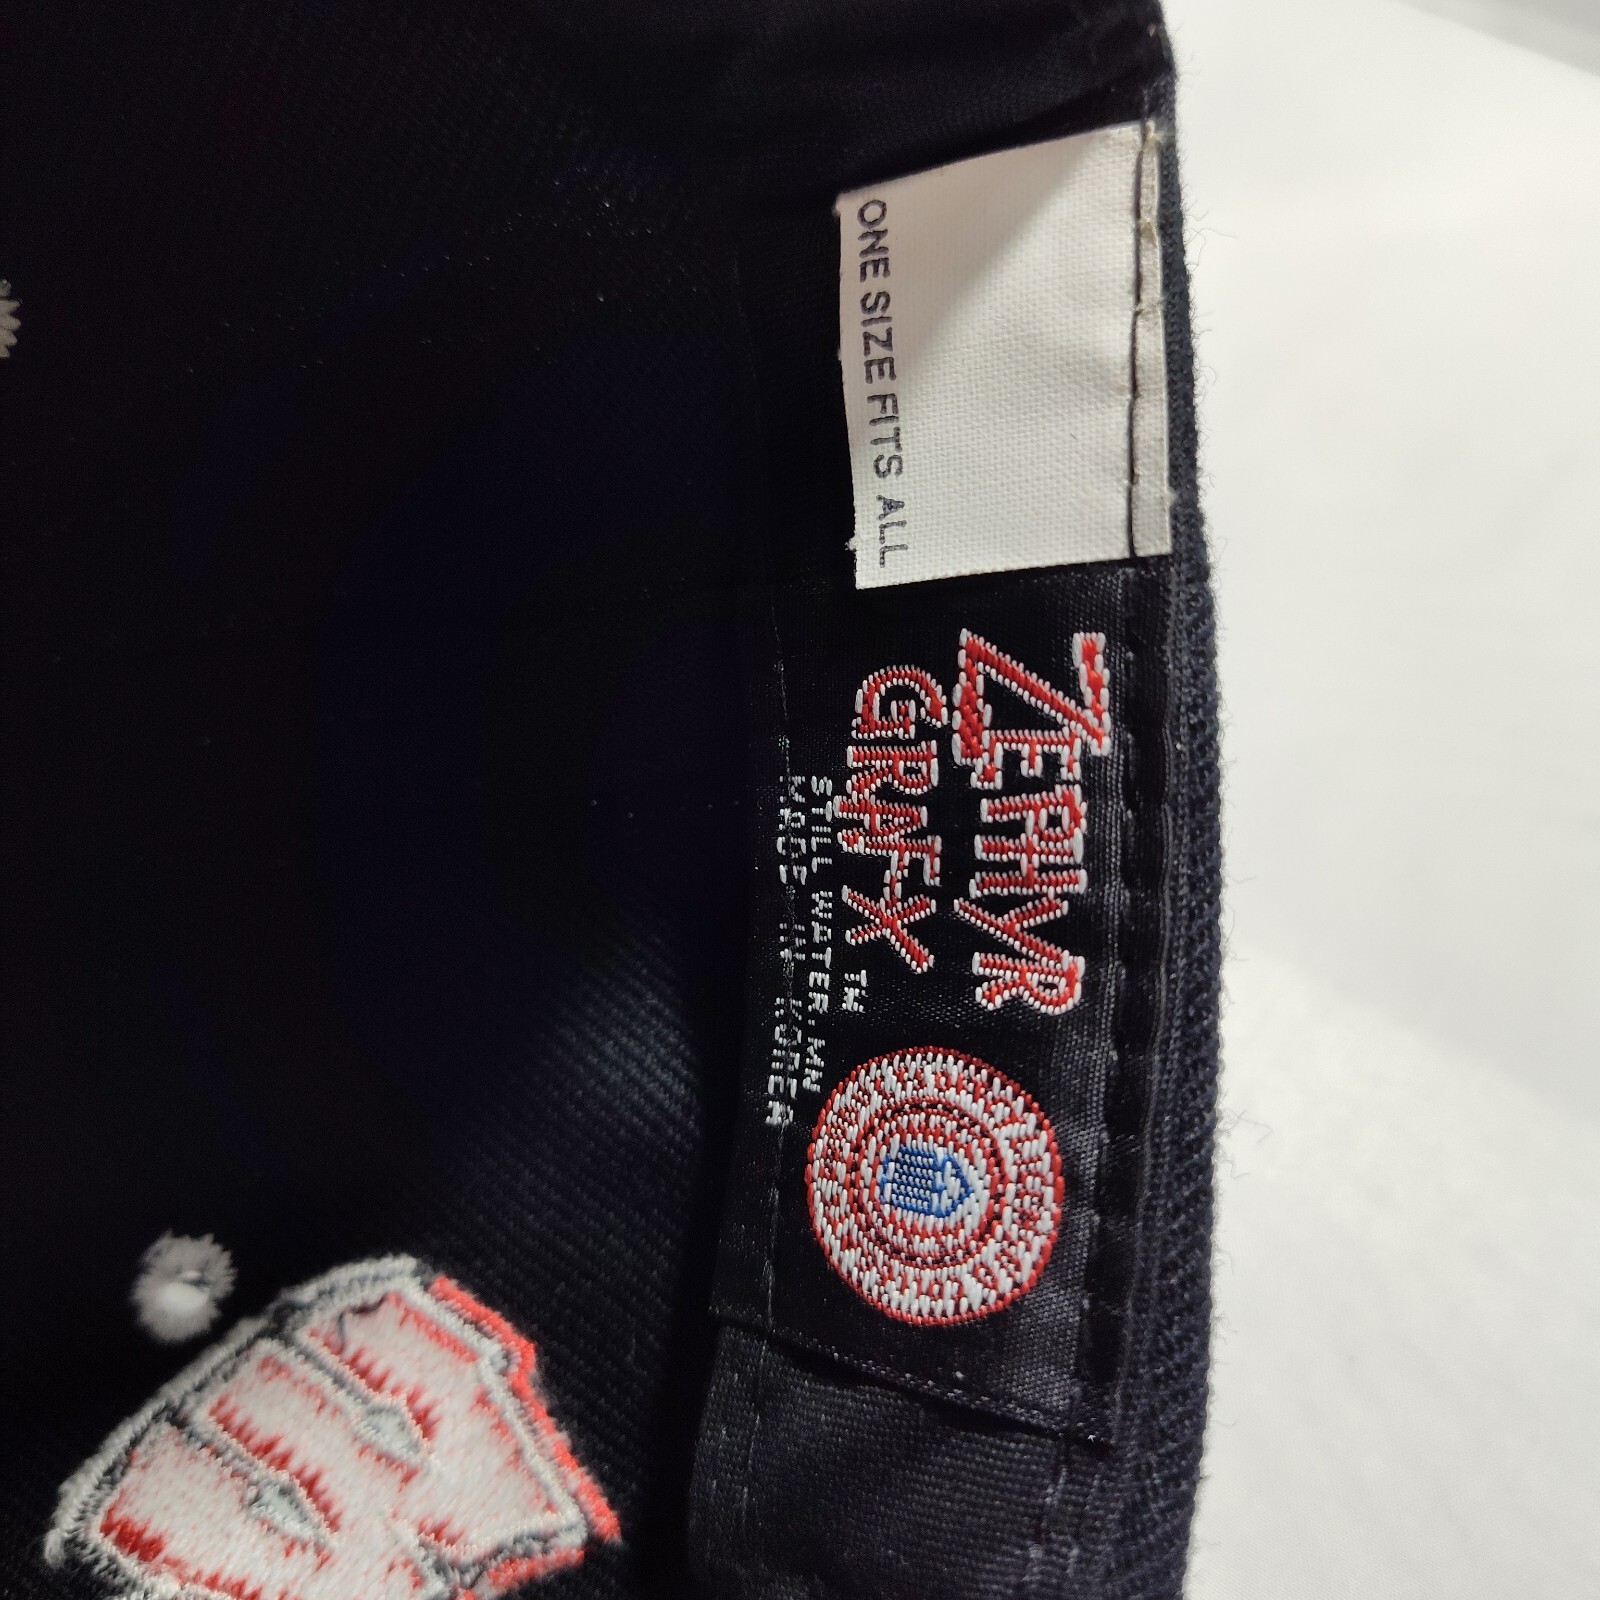 ONE SIZE FITS ALL
ZEPHYR
GRAFX ™
STILL WATER, MN
MADE IN KOREA